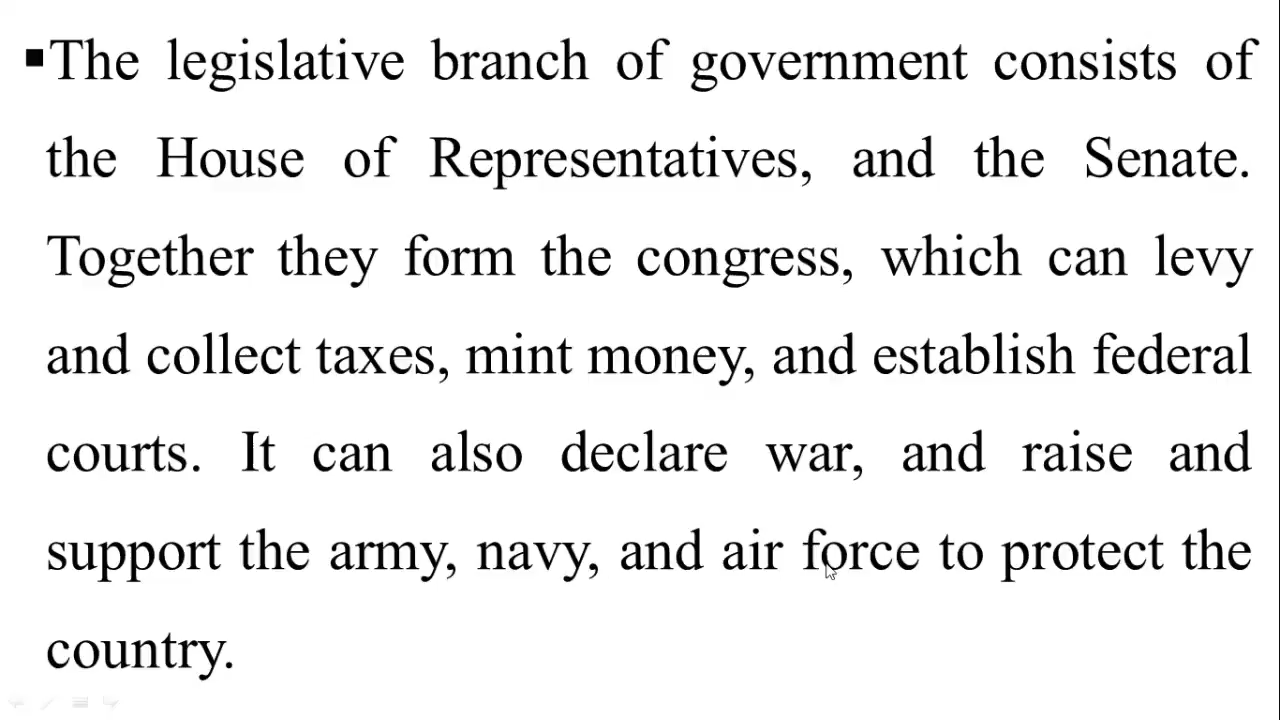 ▪The legislative branch of government consists of
the House of Representatives, and the Senate.
Together they form the congress, which can levy
and collect taxes, mint money, and establish federal
courts. It can also declare war, and raise and
support the army, navy, and air force to protect the
country.